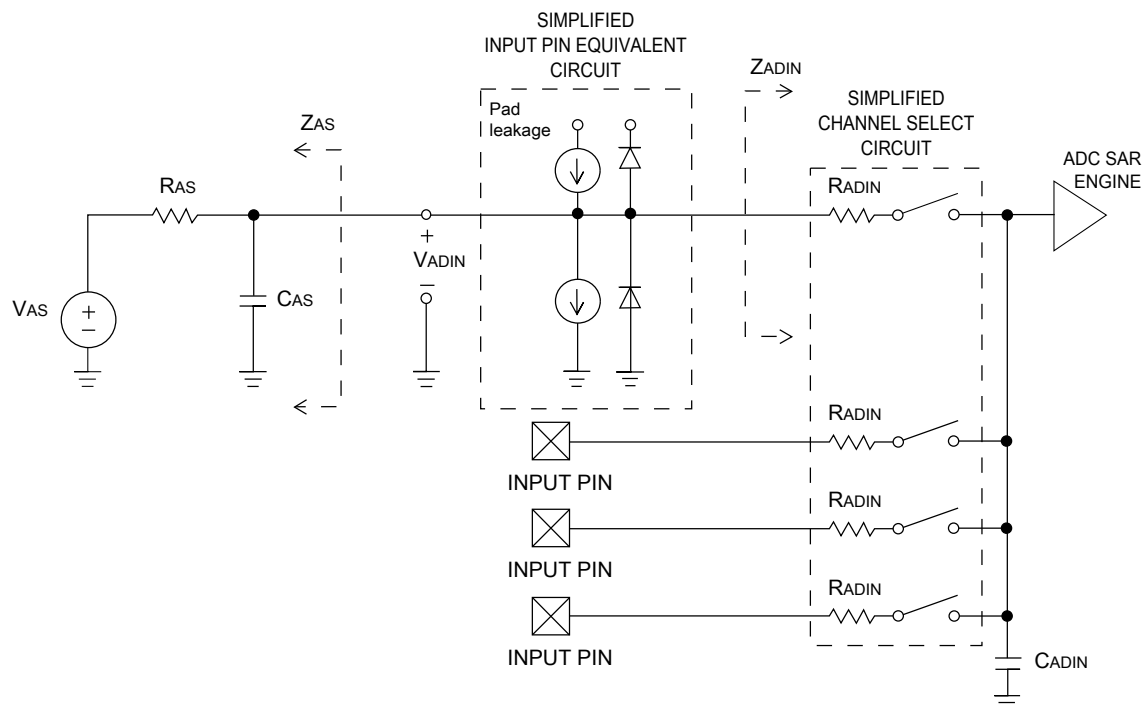 SIMPLIFIED
INPUT PIN EQUIVALENT
CIRCUIT
ZADIN
SIMPLIFIED
CHANNEL SELECT
CIRCUIT
Pad
leakage
ZAS
ADC SAR
ENGINE
RAS
RADIN
+
VADIN
−
CAS
VAS
+
−
RADIN
INPUT PIN
RADIN
INPUT PIN
RADIN
INPUT PIN
CADIN